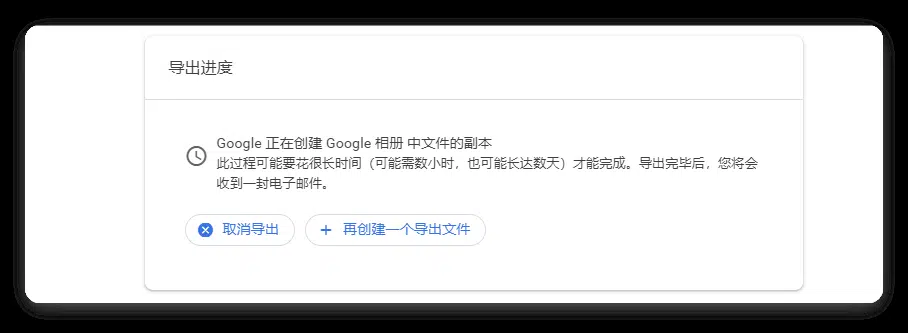 导出进度
Google 正在创建 Google 相册 中文件的副本
此过程可能要花很长时间（可能需数小时，也可能长达数天）才能完成。导出完毕后，您将会
收到一封电子邮件。
取消导出
再创建一个导出文件